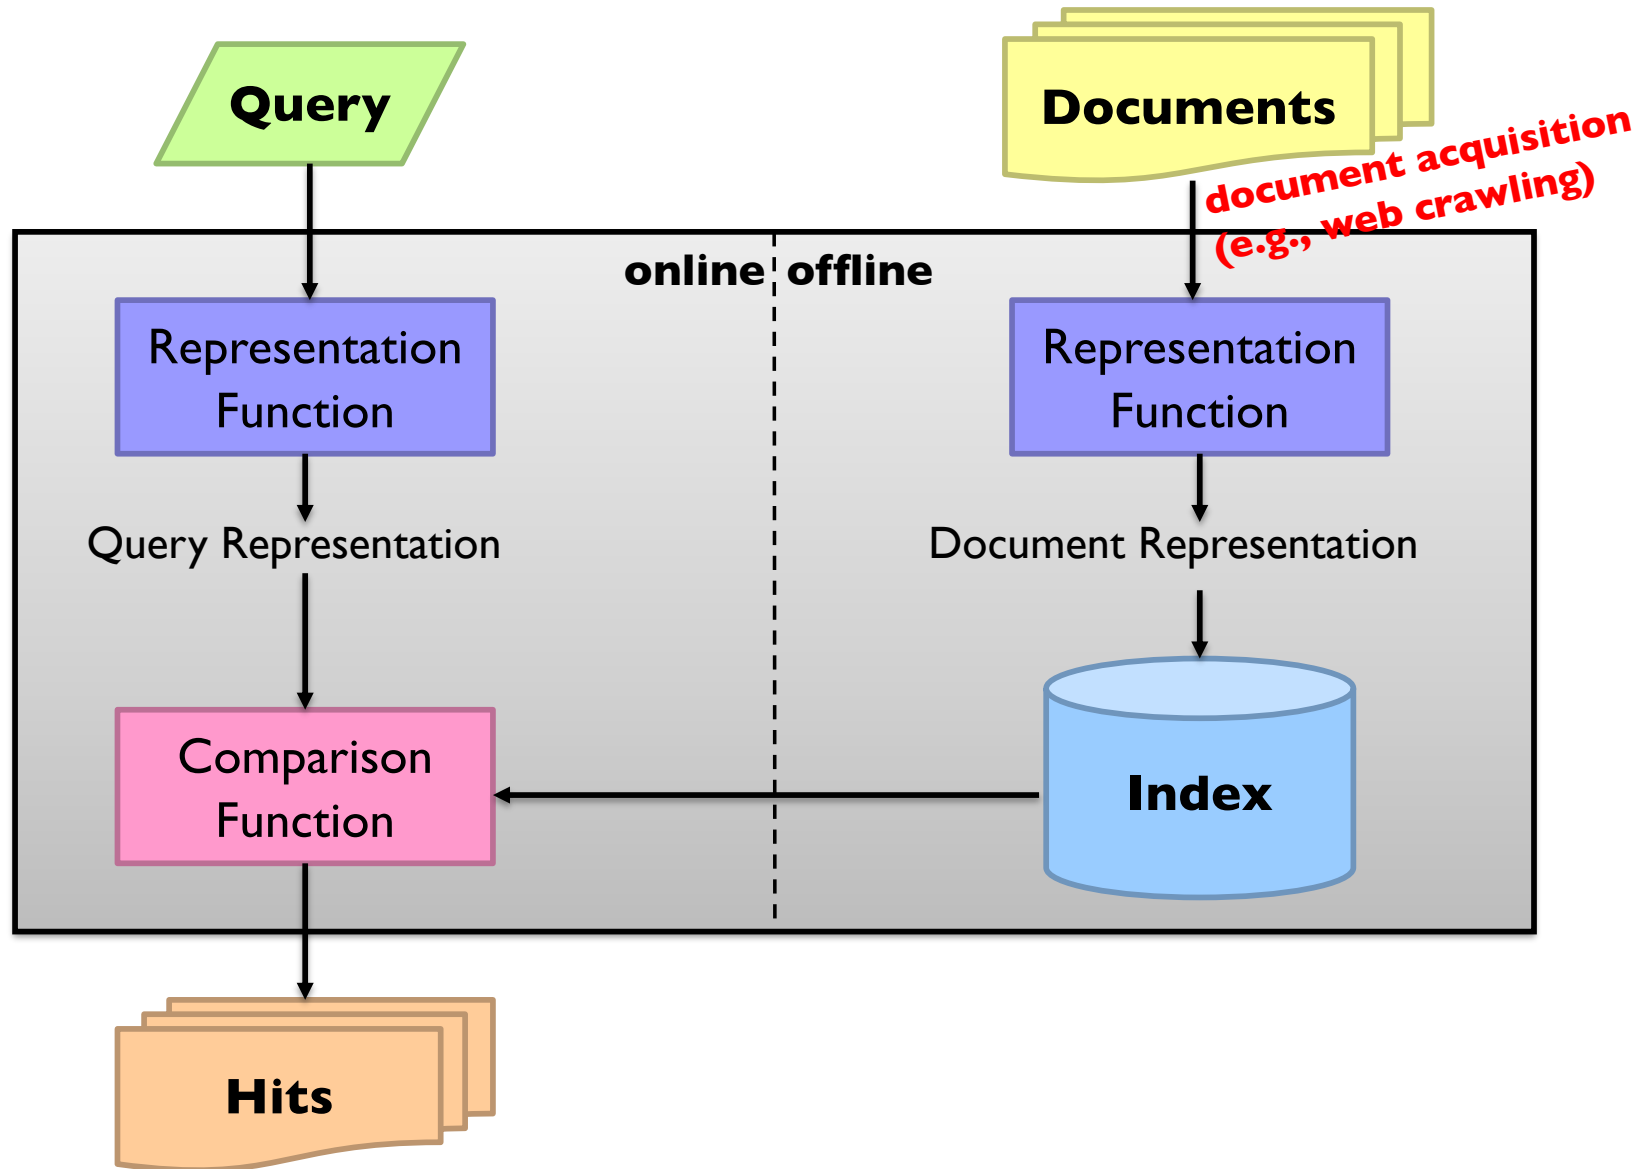 Query
Documents
document acquisition
(e.g., web crawling)
online offline
Representation
Function
Representation
Function
Query Representation
Document Representation
Comparison
Function
Index
Hits